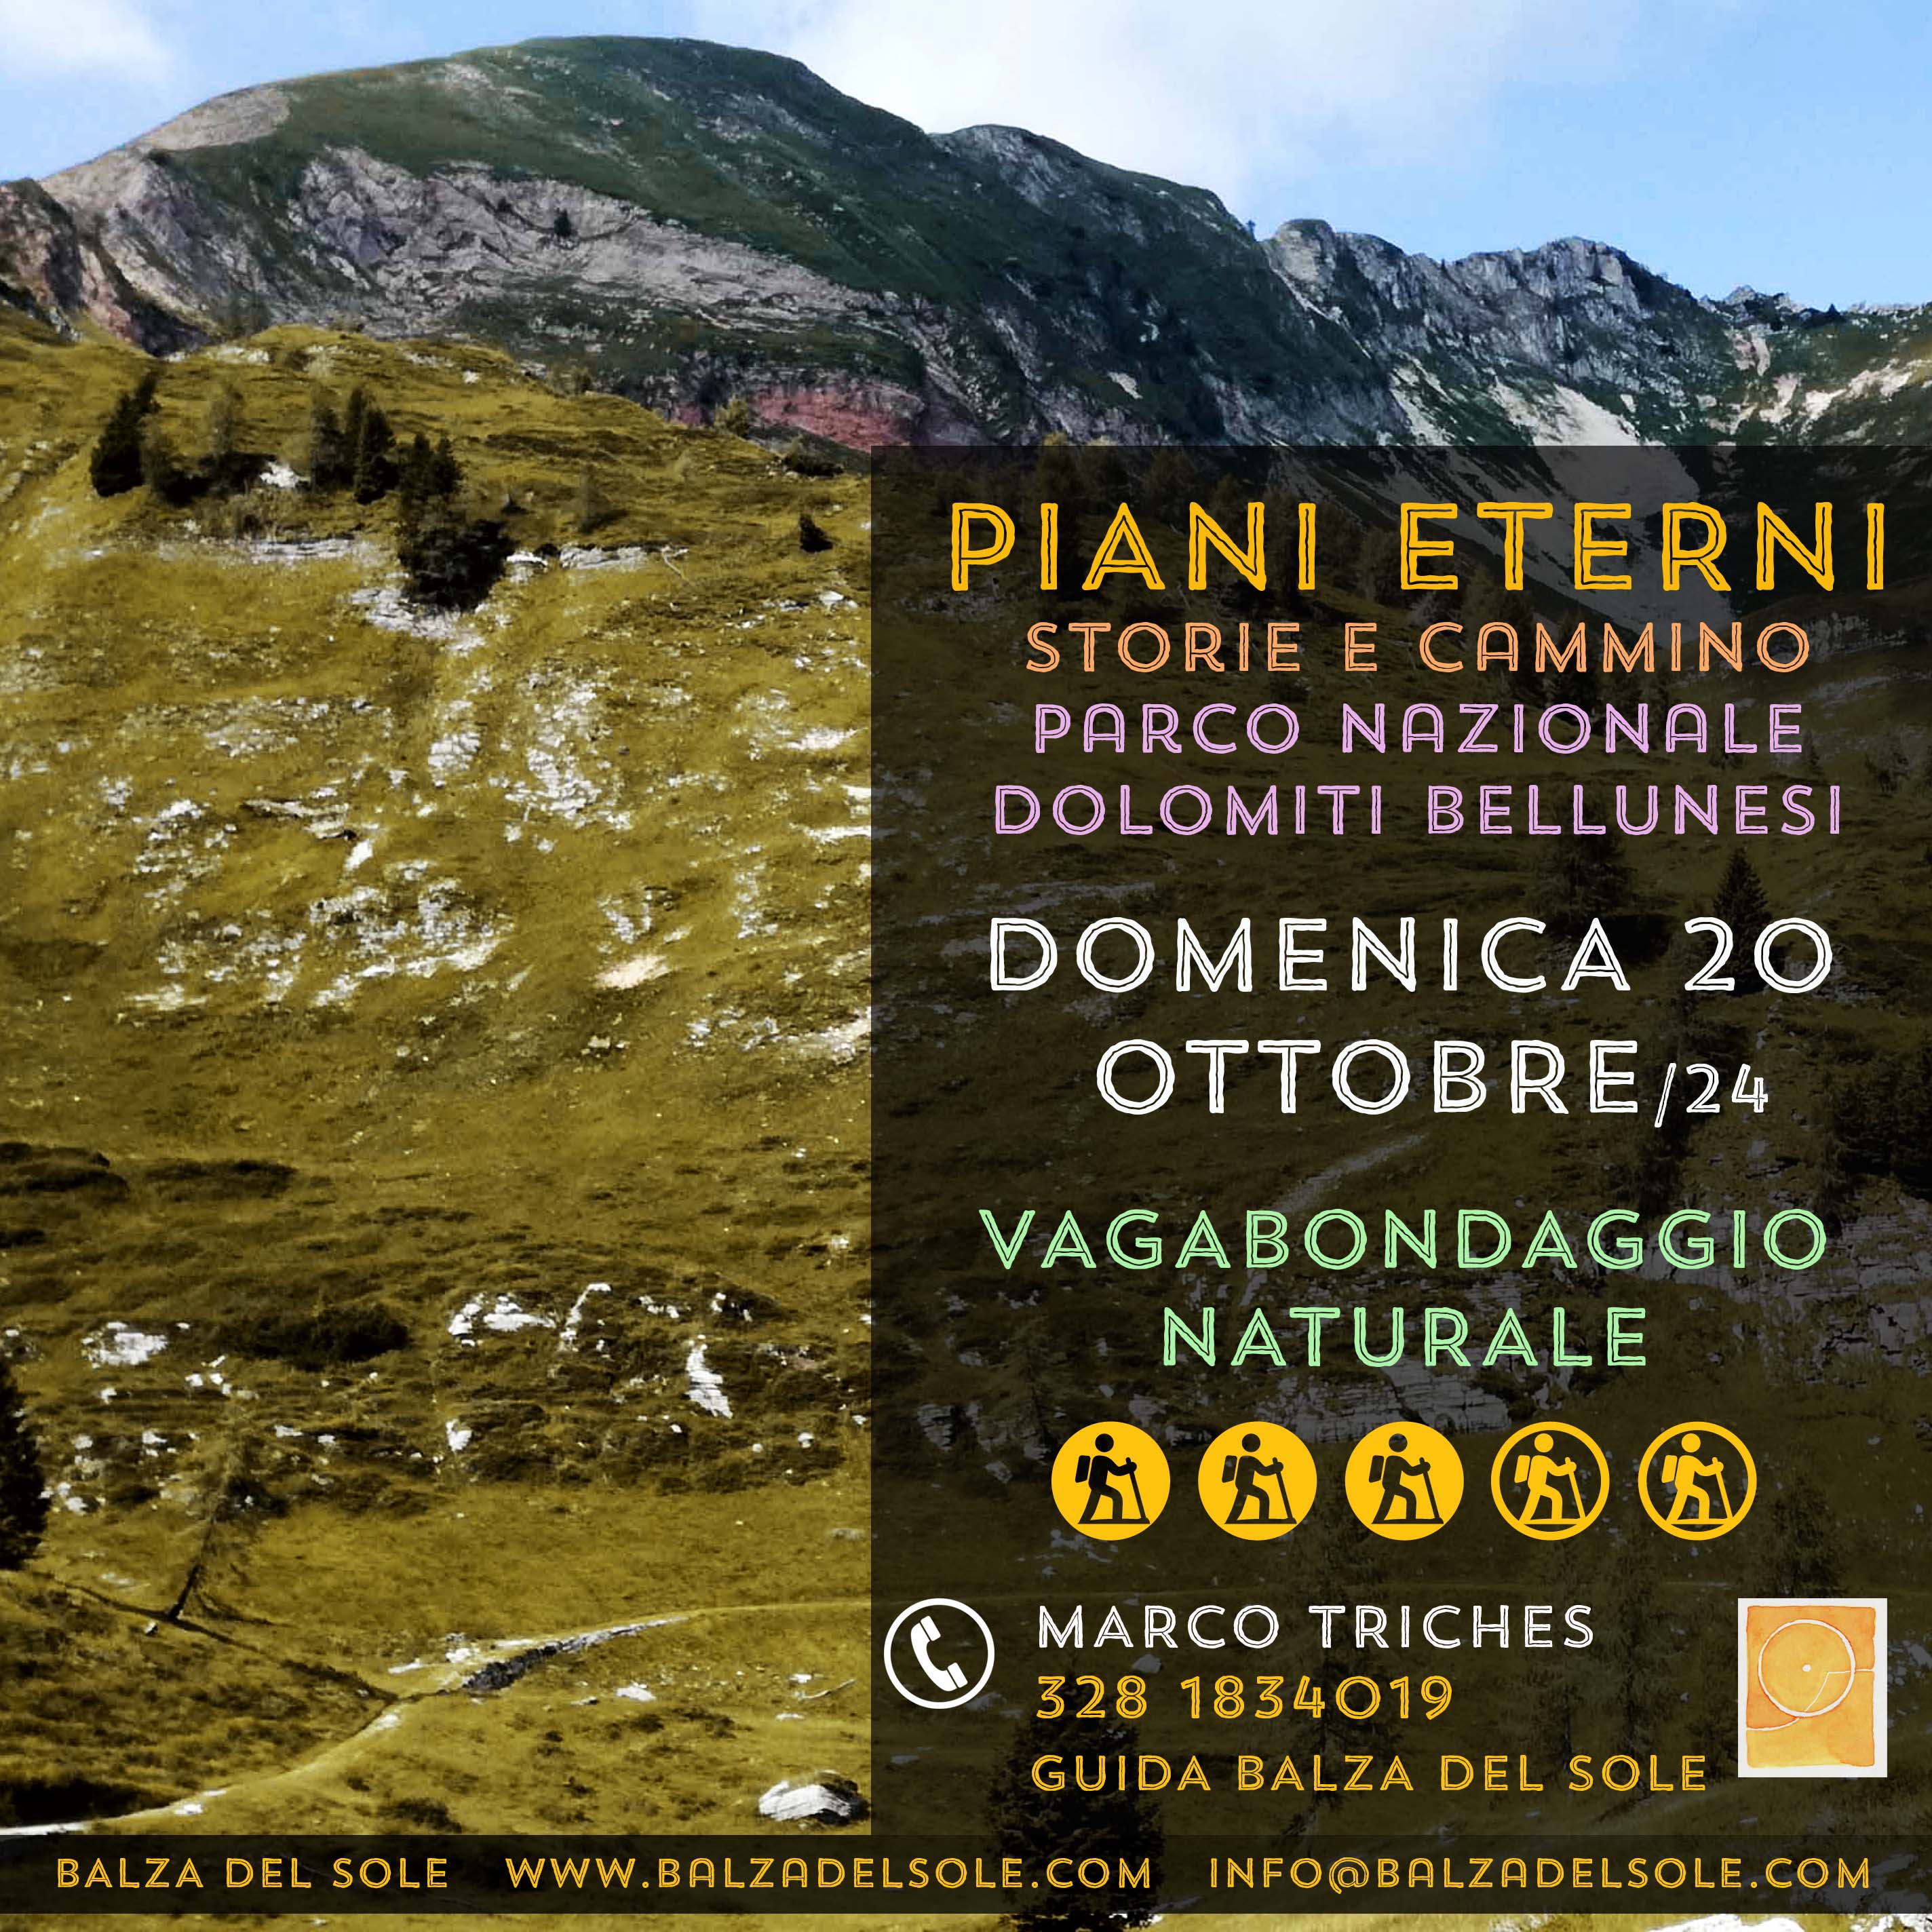 PIANI ETERNI
STORIE E CAMMINO
PARCO NAZIONALE
DOLOMITI BELLUNESI
DOMENICA 20
OTTOBRE/24
VAGABONDAGGIO
NATURALE
MARCO TRICHES
328 1834019
GUIDA BALZA DEL SOLE
BALZA DEL SOLE WWW.BALZADELSOLE.COM INFO@BALZADELSOLE.COM